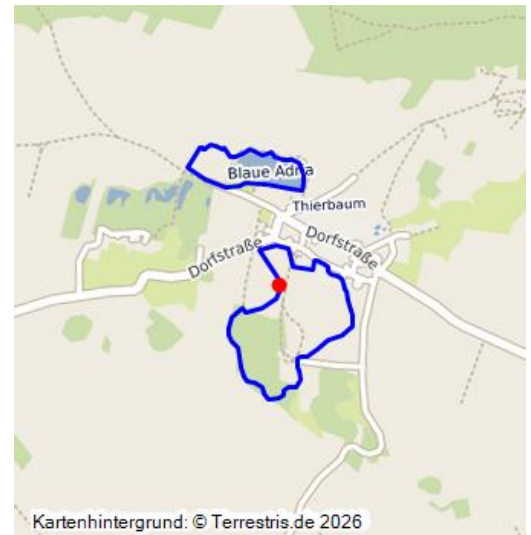 Blaue Adria
Thierbaum
Dorfstraße
Dorfstraße
Kartenhintergrund: © Terrestris.de 2026